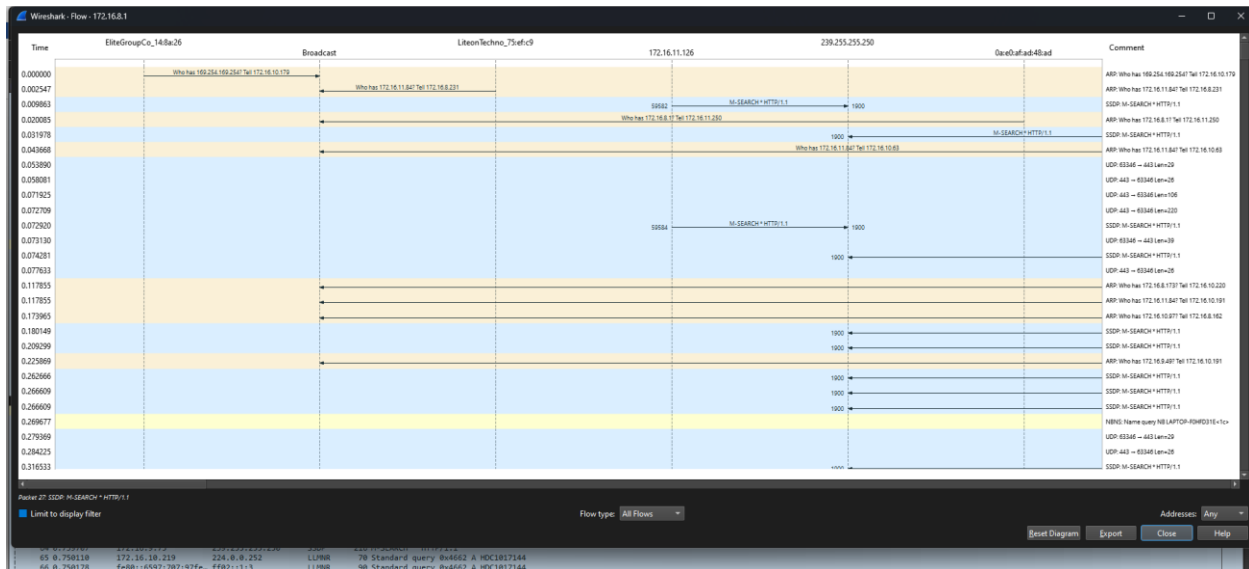 Wireshark - Flow - 172.16.8.1
Time EliteGroupCo_14:8a:26 Broadcast LiteonTechno_75:ef:c9 172.16.11.126 239.255.255.250 0a:e0:af:ad:48:ad Comment
0.000000 Who has 169.254.169.254? Tell 172.16.10.179 ARP: Who has 169.254.169.254? Tell 172.16.10.179
0.002547 Who has 172.16.11.84? Tell 172.16.8.231 ARP: Who has 172.16.11.84? Tell 172.16.8.231
0.009863 59582 M-SEARCH * HTTP/1.1 1900 SSDP: M-SEARCH * HTTP/1.1
0.020085 Who has 172.16.8.1? Tell 172.16.11.250 ARP: Who has 172.16.8.1? Tell 172.16.11.250
0.031978 1900 M-SEARCH * HTTP/1.1 SSDP: M-SEARCH * HTTP/1.1
0.043668 Who has 172.16.11.84? Tell 172.16.10.63 ARP: Who has 172.16.11.84? Tell 172.16.10.63
0.053890 UDP: 63346 → 443 Len=29
0.058081 UDP: 443 → 63346 Len=26
0.071925 UDP: 443 → 63346 Len=106
0.072709 UDP: 443 → 63346 Len=220
0.072920 59584 M-SEARCH * HTTP/1.1 1900 SSDP: M-SEARCH * HTTP/1.1
0.073130 UDP: 63346 → 443 Len=39
0.074281 1900 SSDP: M-SEARCH * HTTP/1.1
0.077633 UDP: 443 → 63346 Len=26
0.117855 ARP: Who has 172.16.8.173? Tell 172.16.10.220
0.117855 ARP: Who has 172.16.11.84? Tell 172.16.10.191
0.173965 ARP: Who has 172.16.10.97? Tell 172.16.8.162
0.180149 1900 SSDP: M-SEARCH * HTTP/1.1
0.209299 1900 SSDP: M-SEARCH * HTTP/1.1
0.225869 ARP: Who has 172.16.9.49? Tell 172.16.10.191
0.262666 1900 SSDP: M-SEARCH * HTTP/1.1
0.266609 1900 SSDP: M-SEARCH * HTTP/1.1
0.266609 1900 SSDP: M-SEARCH * HTTP/1.1
0.269677 NBNS: Name query NB
0.279369 UDP: 63346 → 443 Len=29
0.284225 UDP: 443 → 63346 Len=26
0.316533 1900 SSDP: M-SEARCH * HTTP/1.1
Packet 27: SSDP: M-SEARCH * HTTP/1.1
Limit to display filter Flow type: All Flows Addresses: Any
Reset Diagram Export Close Help
65 0.750110 172.16.10.219 224.0.0.252 LLMNR 70 Standard query 0x4662 A HDC1017144
66 0.750178 fe80::6597:707:97fe… ff02::1:3 LLMNR 90 Standard query 0x4662 A HDC1017144